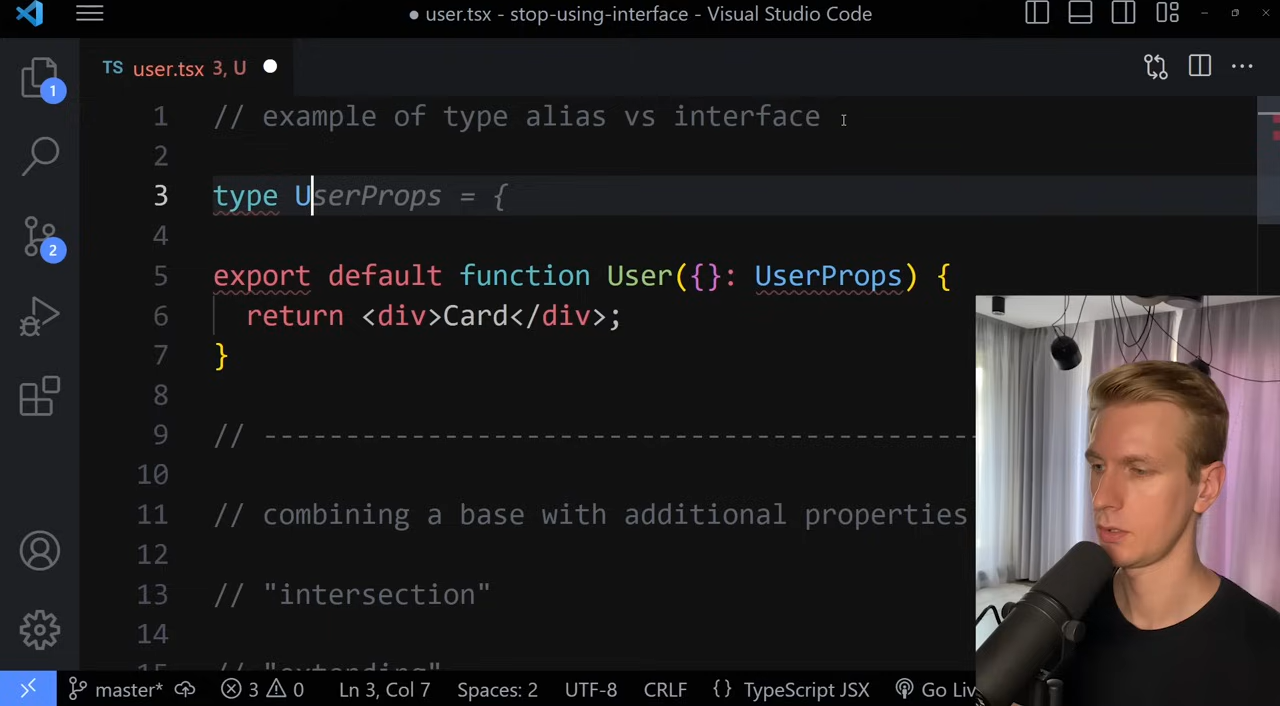 ● user.tsx - stop-using-interface - Visual Studio Code
TS user.tsx 3, U
1
2
1 // example of type alias vs interface
2
3 type UserProps = {
4
5 export default function User({}: UserProps) {
6 return <div>Card</div>;
7 }
8
9 // -------------------------------------------
10
11 // combining a base with additional properties
12
13 // "intersection"
14
15 // "extending"
master* 3 0 Ln 3, Col 7 Spaces: 2 UTF-8 CRLF {} TypeScript JSX Go Liv